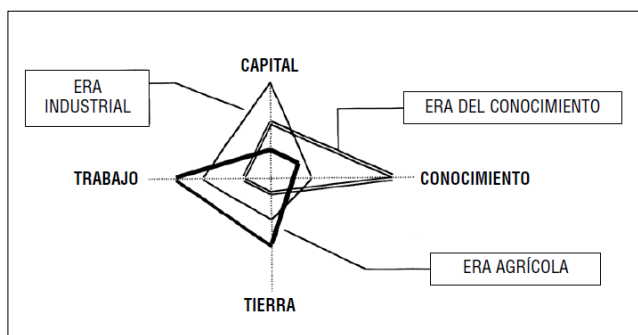 CAPITAL
ERA
INDUSTRIAL
ERA DEL CONOCIMIENTO
TRABAJO
CONOCIMIENTO
ERA AGRÍCOLA
TIERRA